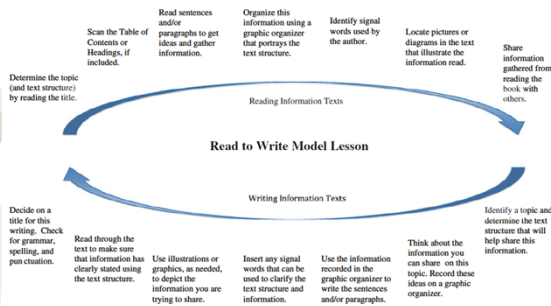 Determine the topic
(and text structure)
by reading the title.
Scan the Table of
Contents or
Headings, if
included.
Read sentences
and/or
paragraphs to get
ideas and gather
information.
Organize this
information using a
graphic organizer
that portrays the
text structure.
Identify signal
words used by
the author.
Locate pictures or
diagrams in the text
that illustrate the
information read.
Share
information
gathered from
reading the
book with
others.
Reading Information Texts
Read to Write Model Lesson
Writing Information Texts
Identify a topic and
determine the text
structure that will
help share this
information.
Think about the
information you
can share on this
topic. Record these
ideas on a graphic
organizer.
Use the information
recorded in the
graphic organizer to
write the sentences
and/or paragraphs.
Insert any signal
words that can be
used to clarify the
text structure and
information.
Use illustrations or
graphics, as needed,
to depict the
information you are
trying to share.
Read through the
text to make sure
that information has
clearly stated using
the text structure.
Decide on a
title for this
writing. Check
for grammar,
spelling, and
punctuation.